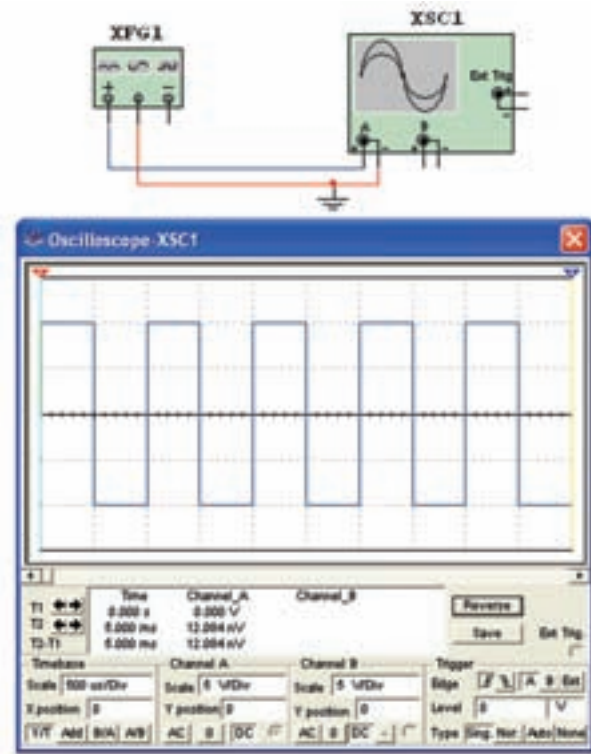 XFG1
XSC1
Ext Trig
A B
Oscilloscope-XSC1
Time Channel_A Channel_B
T1 0.000 s 0.000 V
T2 5.000 ms 12.084 nV
T2-T1 5.000 ms 12.084 nV
Reverse
Save
Ext Trig.
Timebase Channel A Channel B Trigger
Scale 500 us/Div Scale 5 V/Div Scale 5 V/Div Edge A B Ext
X position 0 Y position 0 Y position 0 Level 0 V
Y/T Add B/A A/B AC 0 DC AC 0 DC - Type Sing. Nor. Auto None